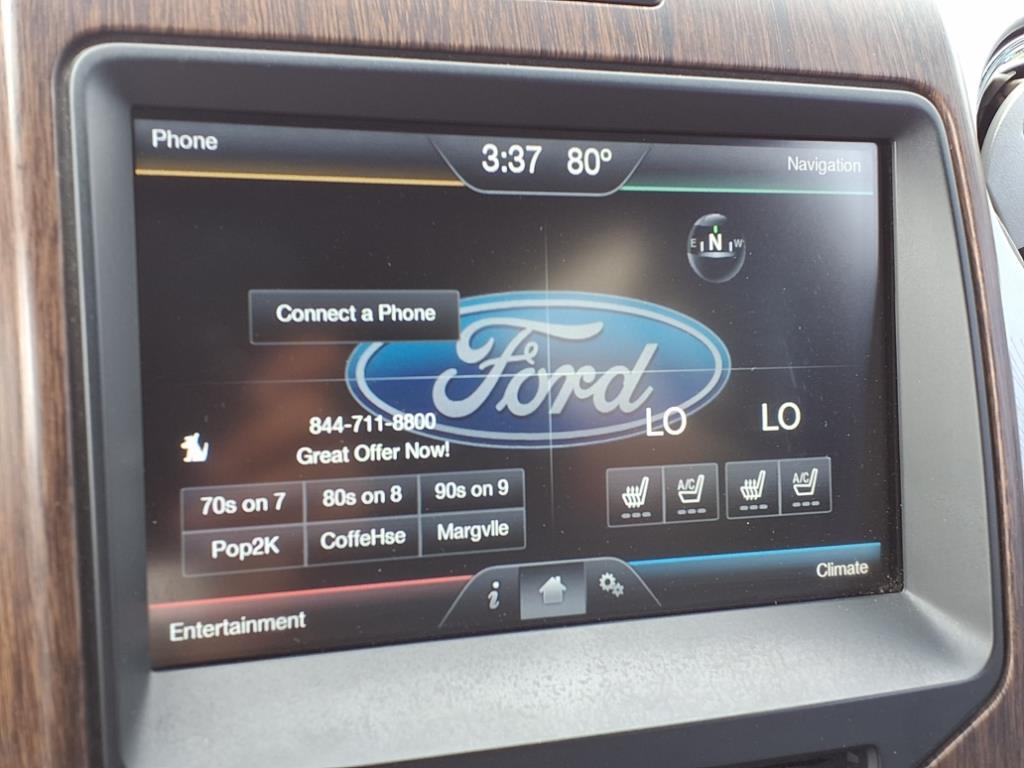 Phone
3:37 80°
Navigation
E N W
Connect a Phone
Ford
844-711-8800
Great Offer Now!
LO LO
70s on 7 80s on 8 90s on 9
Pop2K CoffeHse Margvlle
A/C A/C
i
Entertainment
Climate